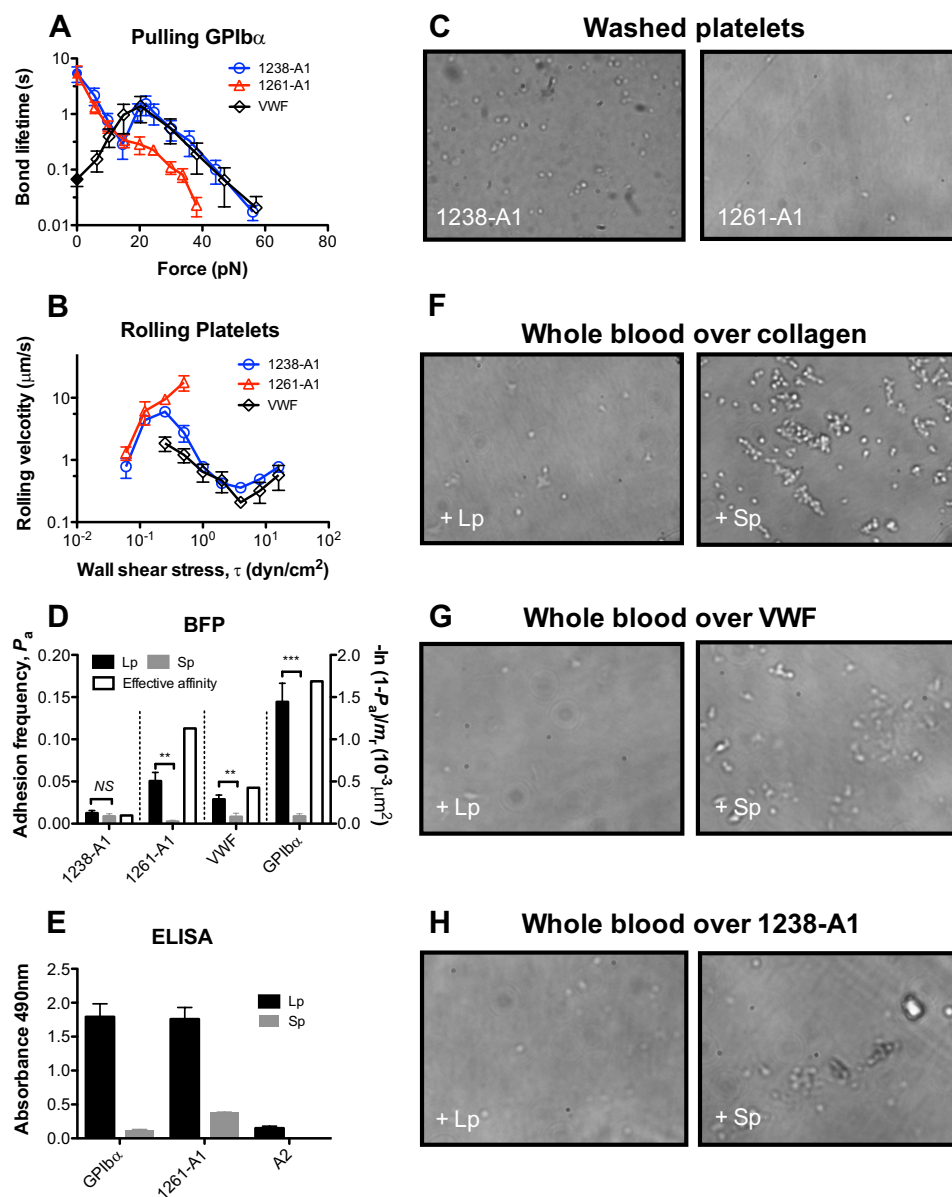 A
Pulling GPIbα
1238-A1
1261-A1
VWF
Bond lifetime (s)
10
1
0.1
0.01
0 20 40 60 80
Force (pN)
B
Rolling Platelets
1238-A1
1261-A1
VWF
Rolling velcotity (μm/s)
10
1
0.1
10⁻² 10⁻¹ 10⁰ 10¹ 10²
Wall shear stress, τ (dyn/cm²)
C
Washed platelets
1238-A1
1261-A1
D
BFP
Lp Sp
Effective affinity
Adhesion frequency, Pₐ
0.20
0.15
0.10
0.05
0.00
NS
**
**
***
2.0
1.5
1.0
0.5
0.0
-ln (1-Pₐ)/mᵣ (10⁻³ μm²)
1238-A1 1261-A1 VWF GPIbα
E
ELISA
Lp
Sp
Absorbance 490nm
2.5
2.0
1.5
1.0
0.5
0.0
GPIbα 1261-A1 A2
F
Whole blood over collagen
+ Lp
+ Sp
G
Whole blood over VWF
+ Lp
+ Sp
H
Whole blood over 1238-A1
+ Lp
+ Sp